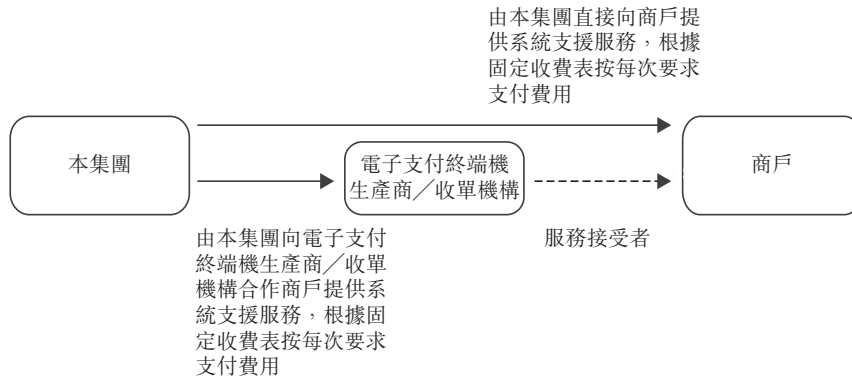 由本集團直接向商戶提
供系統支援服務，根據
固定收費表按每次要求
支付費用
本集團
電子支付終端機
生產商／收單機構
商戶
由本集團向電子支付
終端機生產商／收單
機構合作商戶提供系
統支援服務，根據固
定收費表按每次要求
支付費用
服務接受者